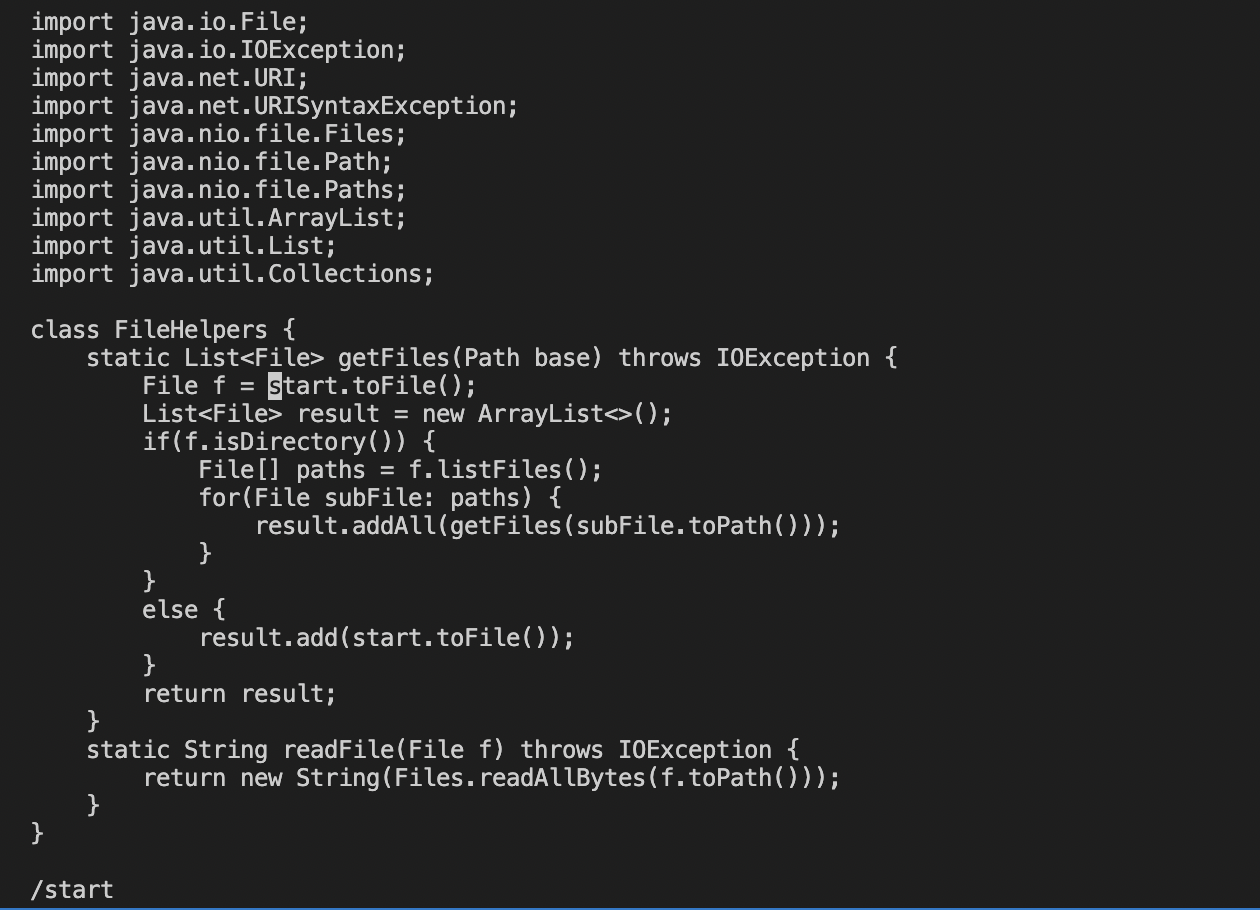 import java.io.File;
import java.io.IOException;
import java.net.URI;
import java.net.URISyntaxException;
import java.nio.file.Files;
import java.nio.file.Path;
import java.nio.file.Paths;
import java.util.ArrayList;
import java.util.List;
import java.util.Collections;

class FileHelpers {
    static List<File> getFiles(Path base) throws IOException {
        File f = start.toFile();
        List<File> result = new ArrayList<>();
        if(f.isDirectory()) {
            File[] paths = f.listFiles();
            for(File subFile: paths) {
                result.addAll(getFiles(subFile.toPath()));
            }
        }
        else {
            result.add(start.toFile());
        }
        return result;
    }
    static String readFile(File f) throws IOException {
        return new String(Files.readAllBytes(f.toPath()));
    }
}

/start